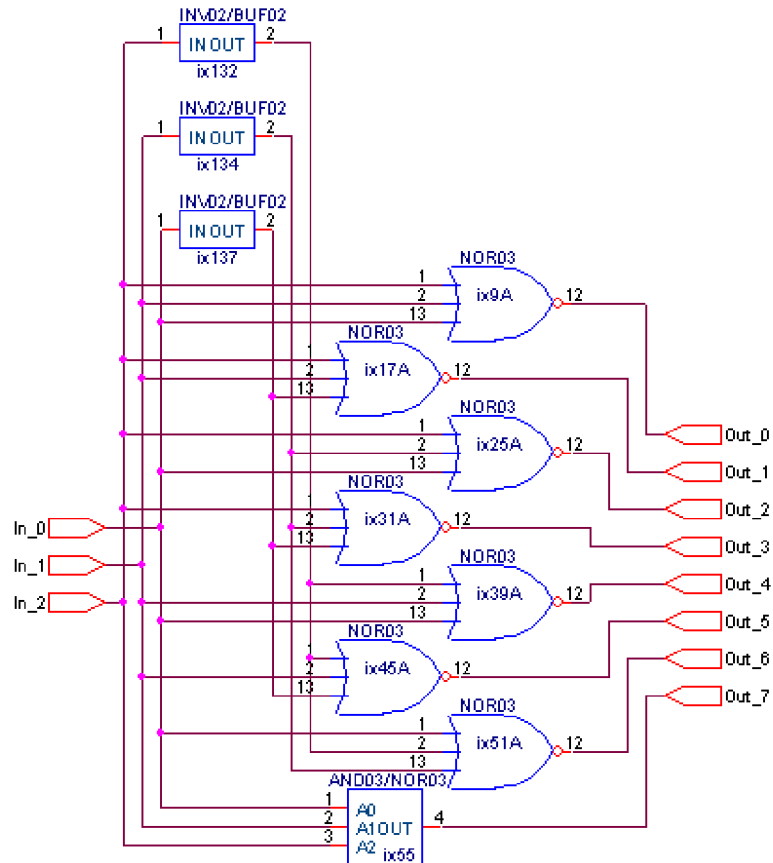 INV02/BUF02
1 IN OUT 2
ix132
INV02/BUF02
1 IN OUT 2
ix134
INV02/BUF02
1 IN OUT 2
ix137
NOR03
1
2 ix9A 12
13
NOR03
1
2 ix17A 12
13
NOR03
1
2 ix25A 12
13
Out_0
Out_1
NOR03
1
2 ix31A 12
13
Out_2
In_0
Out_3
NOR03
1
2 ix39A 12
13
In_1
Out_4
In_2
Out_5
NOR03
1
2 ix45A 12
13
Out_6
Out_7
NOR03
1
2 ix51A 12
13
AND03/NOR03
1 A0
2 A1 OUT 4
3 A2
ix55